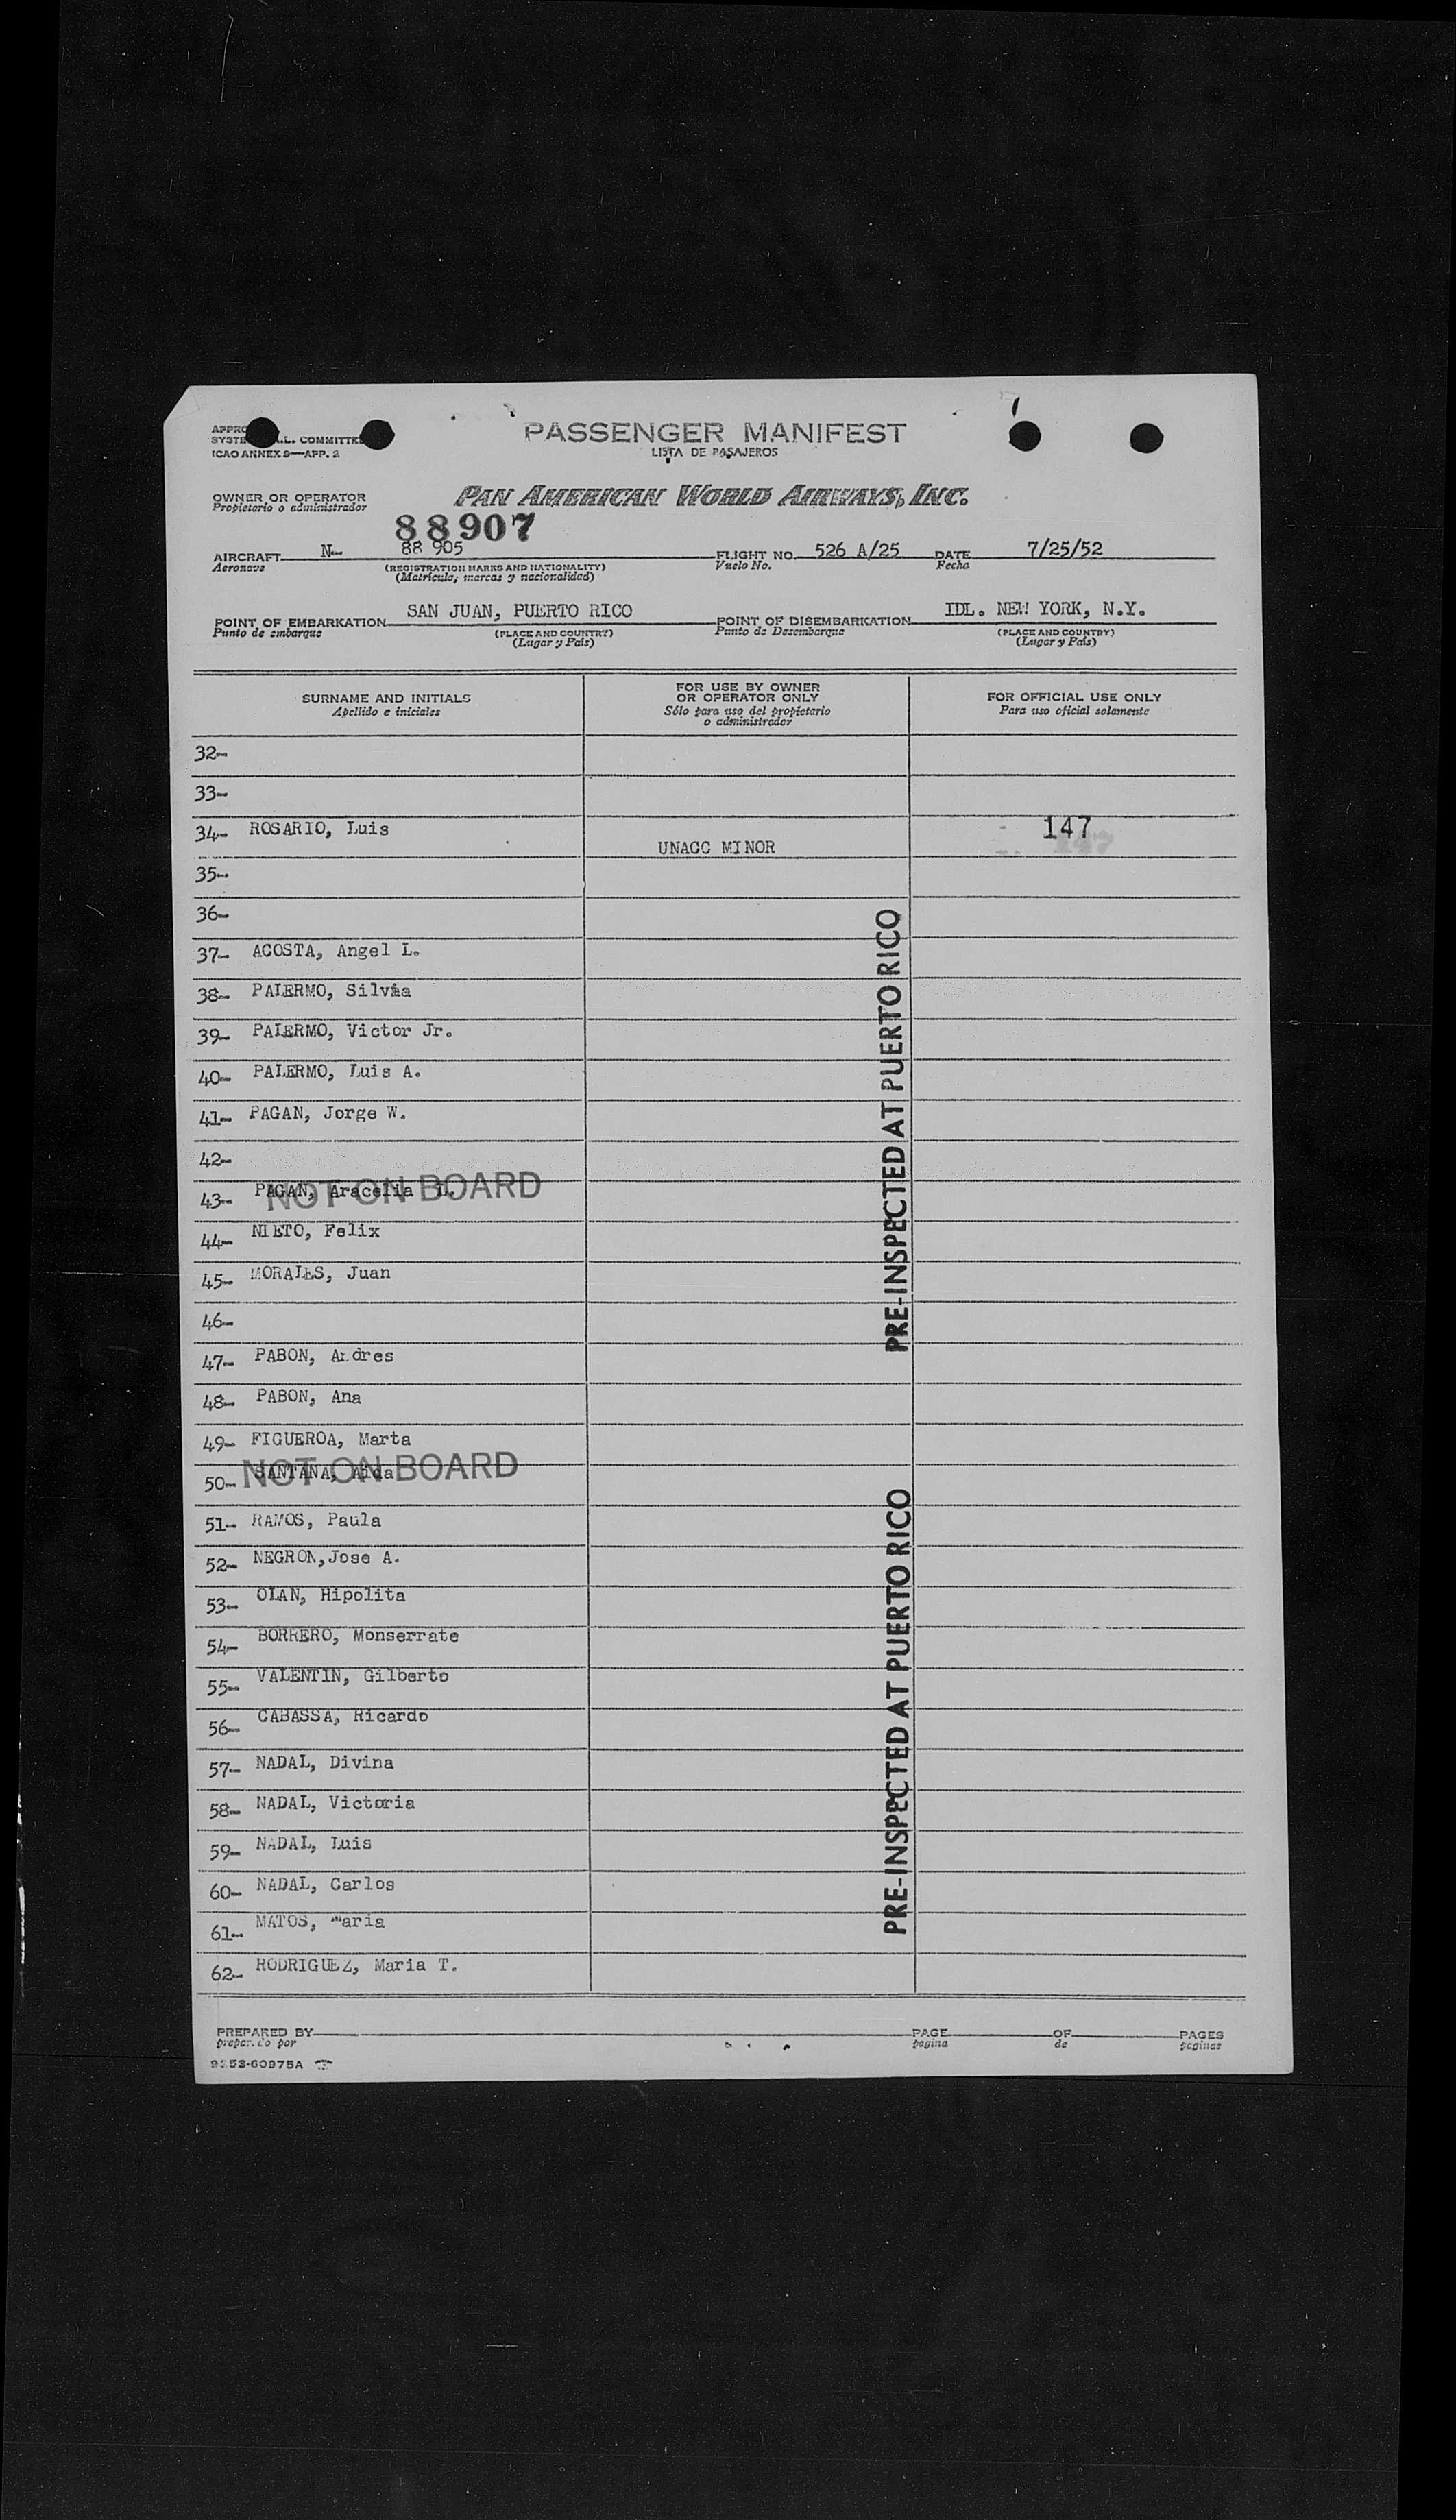 PASSENGER MANIFEST
LISTA DE PASAJEROS
SYSTE .L. COMMITTE
ICAO ANNEX 9—APP. 2
OWNER OR OPERATOR
Propietario o administrador
PAN AMERICAN WORLD AIRWAYS, INC.
88907
AIRCRAFT N- 88 905 FLIGHT NO. 526 A/25 DATE 7/25/52
Aeronave (REGISTRATION MARKS AND NATIONALITY) Vuelo No. Fecha
(Matrícula, marcas y nacionalidad)
POINT OF EMBARKATION SAN JUAN, PUERTO RICO POINT OF DISEMBARKATION IDL. NEW YORK, N.Y.
Punto de embarque (PLACE AND COUNTRY) Punto de Desembarque (PLACE AND COUNTRY)
(Lugar y País) (Lugar y País)
SURNAME AND INITIALS
Apellido e iniciales
FOR USE BY OWNER
OR OPERATOR ONLY
Sólo para uso del propietario
o administrador
FOR OFFICIAL USE ONLY
Para uso oficial solamente
32-
33-
34- ROSARIO, Luis 147
UNACC MINOR
35-
36-
37- ACOSTA, Angel L.
38- PALERMO, Silvia
39- PALERMO, Victor Jr.
40- PALERMO, Luis A.
41- PAGAN, Jorge W.
42-
43- PAGAN, Aracelia L.
NOT ON BOARD
44- NIETO, Felix
45- MORALES, Juan
46-
47- PABON, Andres
48- PABON, Ana
49- FIGUEROA, Marta
50- SANTANA, Aida
NOT ON BOARD
51- RAMOS, Paula
52- NEGRON, Jose A.
53- OLAN, Hipolita
54- BORRERO, Monserrate
55- VALENTIN, Gilberto
56- CABASSA, Ricardo
57- NADAL, Divina
58- NADAL, Victoria
59- NADAL, Luis
60- NADAL, Carlos
61- MATOS, Maria
62- RODRIGUEZ, Maria T.
PRE-INSPECTED AT PUERTO RICO
PRE-INSPECTED AT PUERTO RICO
PREPARED BY PAGE OF PAGES
preparado por pagina de paginas